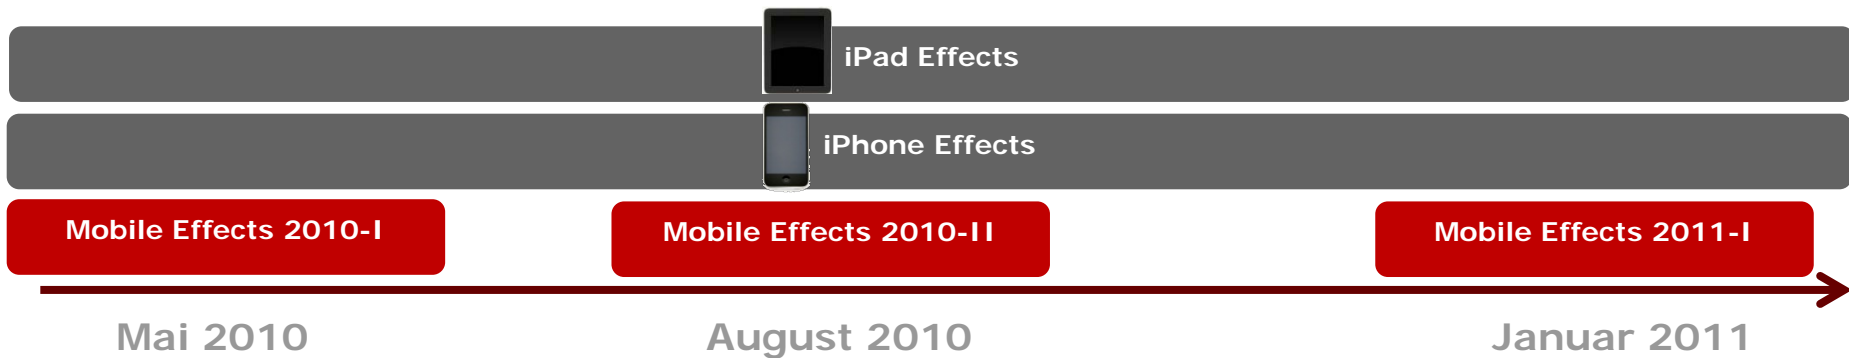 iPad Effects
iPhone Effects
Mobile Effects 2010-I
Mobile Effects 2010-II
Mobile Effects 2011-I
Mai 2010
August 2010
Januar 2011